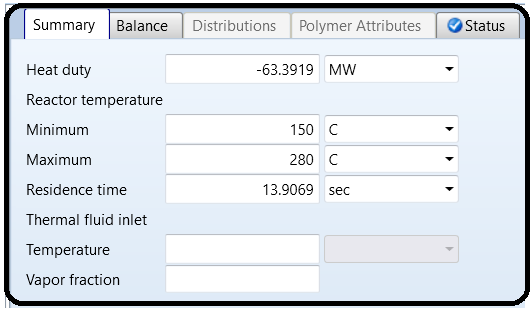 Summary Balance Distributions Polymer Attributes Status
Heat duty -63.3919 MW
Reactor temperature
Minimum 150 C
Maximum 280 C
Residence time 13.9069 sec
Thermal fluid inlet
Temperature
Vapor fraction